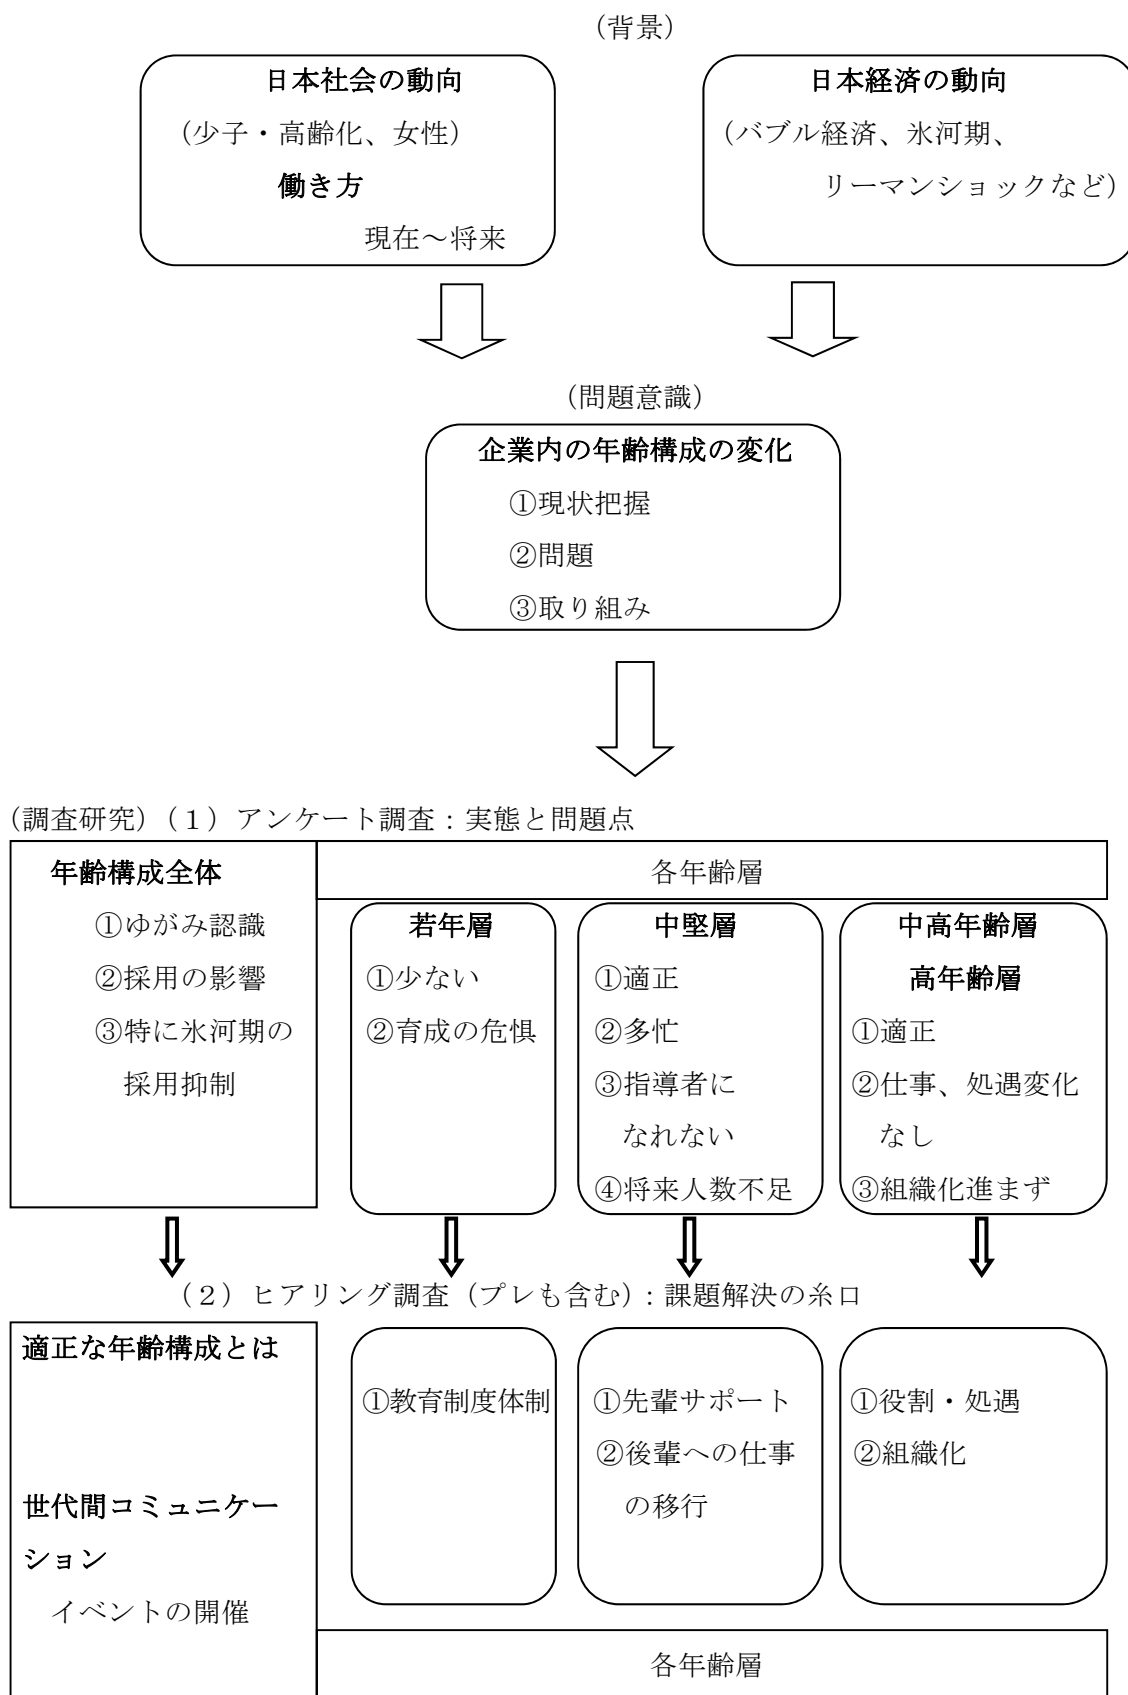 (背景)
日本社会の動向
(少子・高齢化、女性)
働き方
現在～将来
日本経済の動向
(バブル経済、氷河期、
リーマンショックなど)
(問題意識)
企業内の年齢構成の変化
①現状把握
②問題
③取り組み
(調査研究)(1)アンケート調査：実態と問題点
年齢構成全体
①ゆがみ認識
②採用の影響
③特に氷河期の
採用抑制
各年齢層
若年層
①少ない
②育成の危惧
中堅層
①適正
②多忙
③指導者に
なれない
④将来人数不足
中高年齢層
高年齢層
①適正
②仕事、処遇変化
なし
③組織化進まず
(2)ヒアリング調査(プレも含む)：課題解決の糸口
適正な年齢構成とは
世代間コミュニケー
ション
イベントの開催
①教育制度体制
①先輩サポート
②後輩への仕事
の移行
①役割・処遇
②組織化
各年齢層